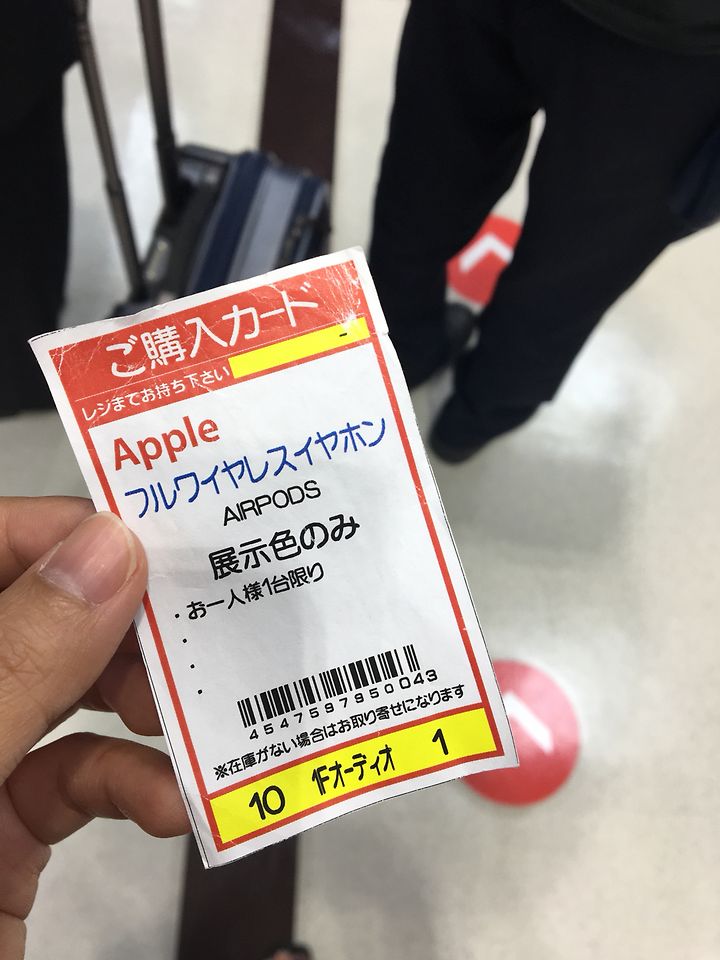 ご購入カード
レジまでお持ち下さい
Apple
フルワイヤレスイヤホン
AIRPODS
展示色のみ
・お一人様1台限り
・
・
・
4547597950043
※在庫がない場合はお取り寄せになります
10 1Fオーディオ 1